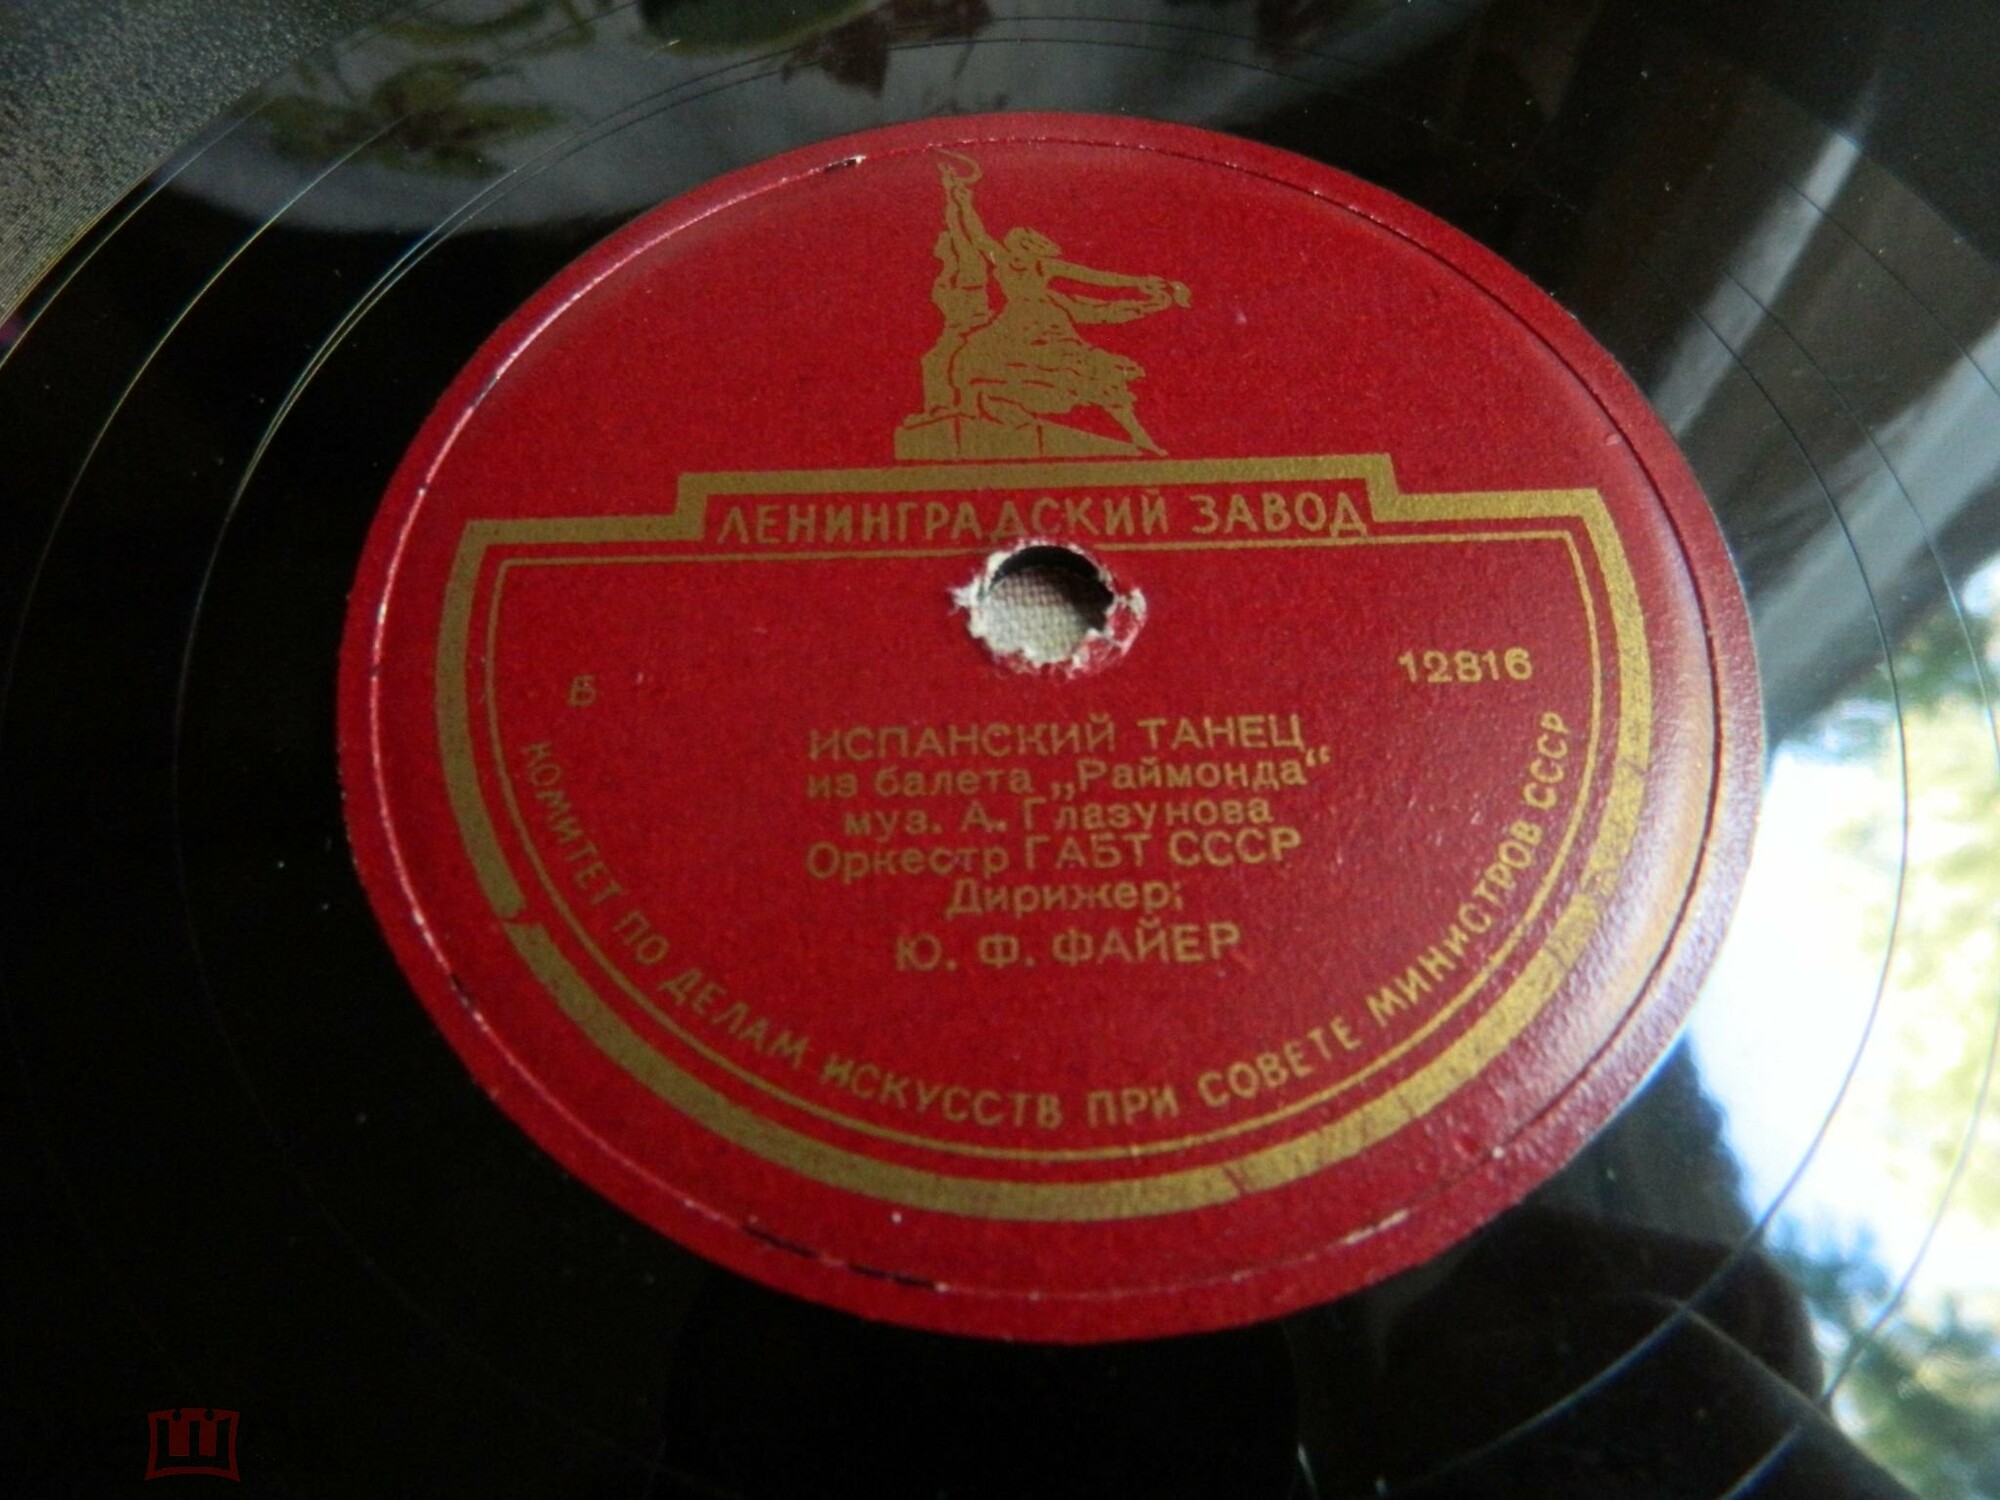 ЛЕНИНГРАДСКИЙ ЗАВОД
Б
12816
ИСПАНСКИЙ ТАНЕЦ
из балета „Раймонда“
муз. А. Глазунова
Оркестр ГАБТ СССР
Дирижер:
Ю. Ф. ФАЙЕР
КОМИТЕТ ПО ДЕЛАМ ИСКУССТВ ПРИ СОВЕТЕ МИНИСТРОВ СССР